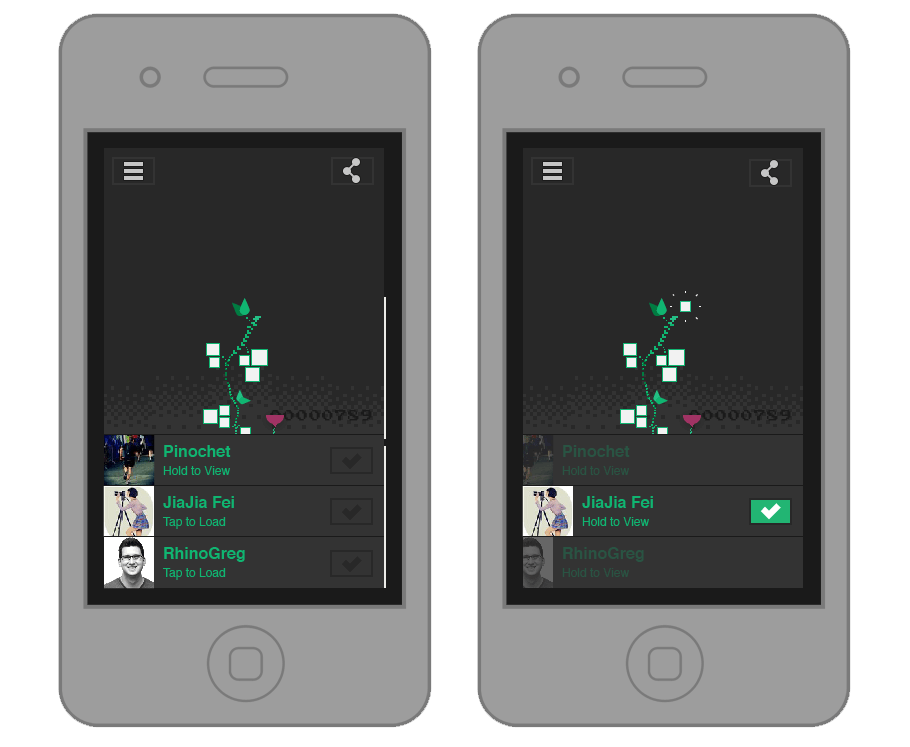 0000789
Pinochet
Hold to View
JiaJia Fei
Tap to Load
RhinoGreg
Tap to Load
0000789
Pinochet
Hold to View
JiaJia Fei
Hold to View
RhinoGreg
Hold to View